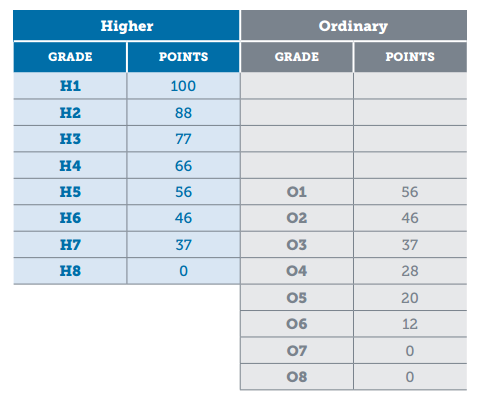 Higher Ordinary
GRADE POINTS GRADE POINTS
H1 100
H2 88
H3 77
H4 66
H5 56 O1 56
H6 46 O2 46
H7 37 O3 37
H8 0 O4 28
O5 20
O6 12
O7 0
O8 0